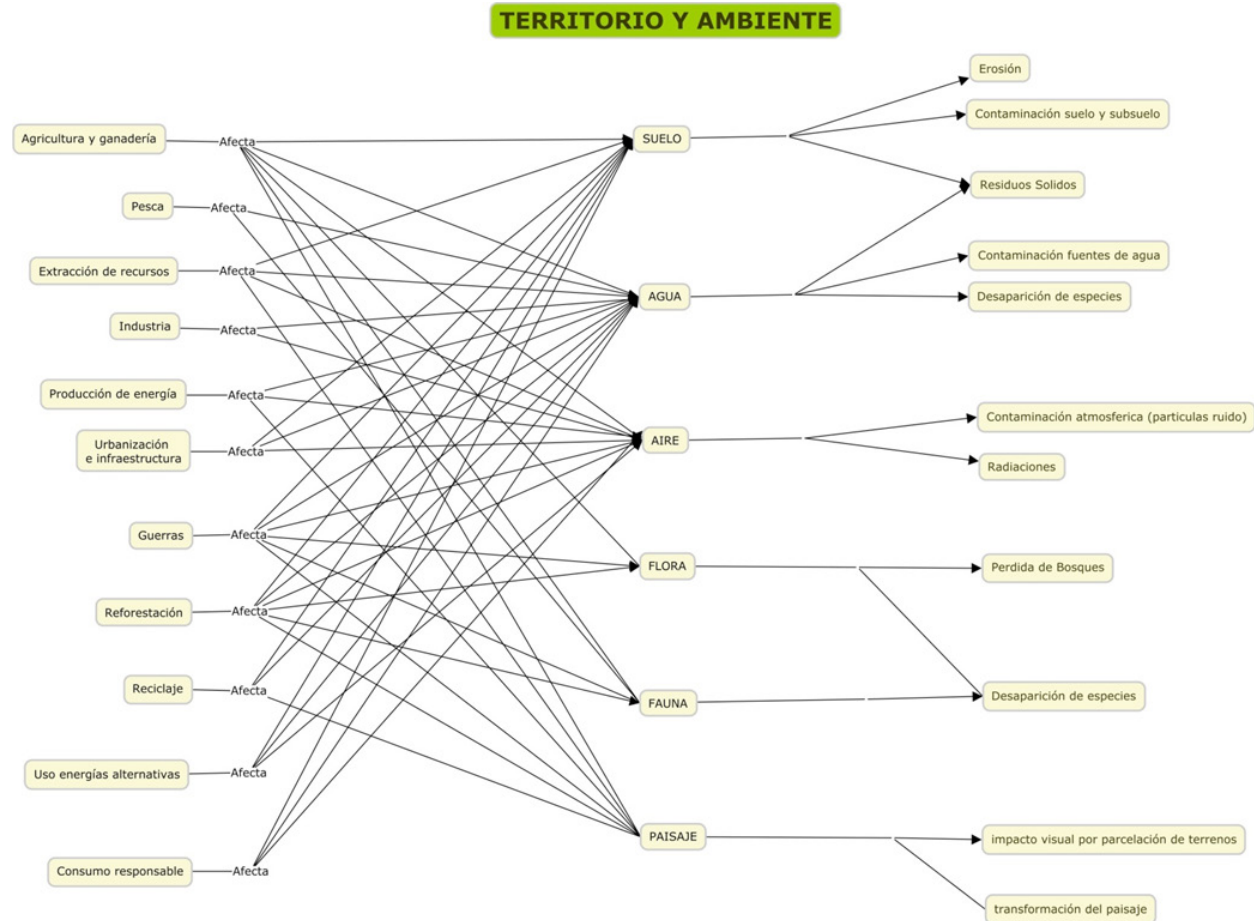 TERRITORIO Y AMBIENTE
Agricultura y ganadería
Afecta
Pesca
Afecta
Extracción de recursos
Afecta
Industria
Afecta
Producción de energía
Afecta
Urbanización
e infraestructura
Afecta
Guerras
Afecta
Reforestación
Afecta
Reciclaje
Afecta
Uso energías alternativas
Afecta
Consumo responsable
Afecta
SUELO
AGUA
AIRE
FLORA
FAUNA
PAISAJE
Erosión
Contaminación suelo y subsuelo
Residuos Solidos
Contaminación fuentes de agua
Desaparición de especies
Contaminación atmosferica (particulas ruido)
Radiaciones
Perdida de Bosques
Desaparición de especies
impacto visual por parcelación de terrenos
transformación del paisaje